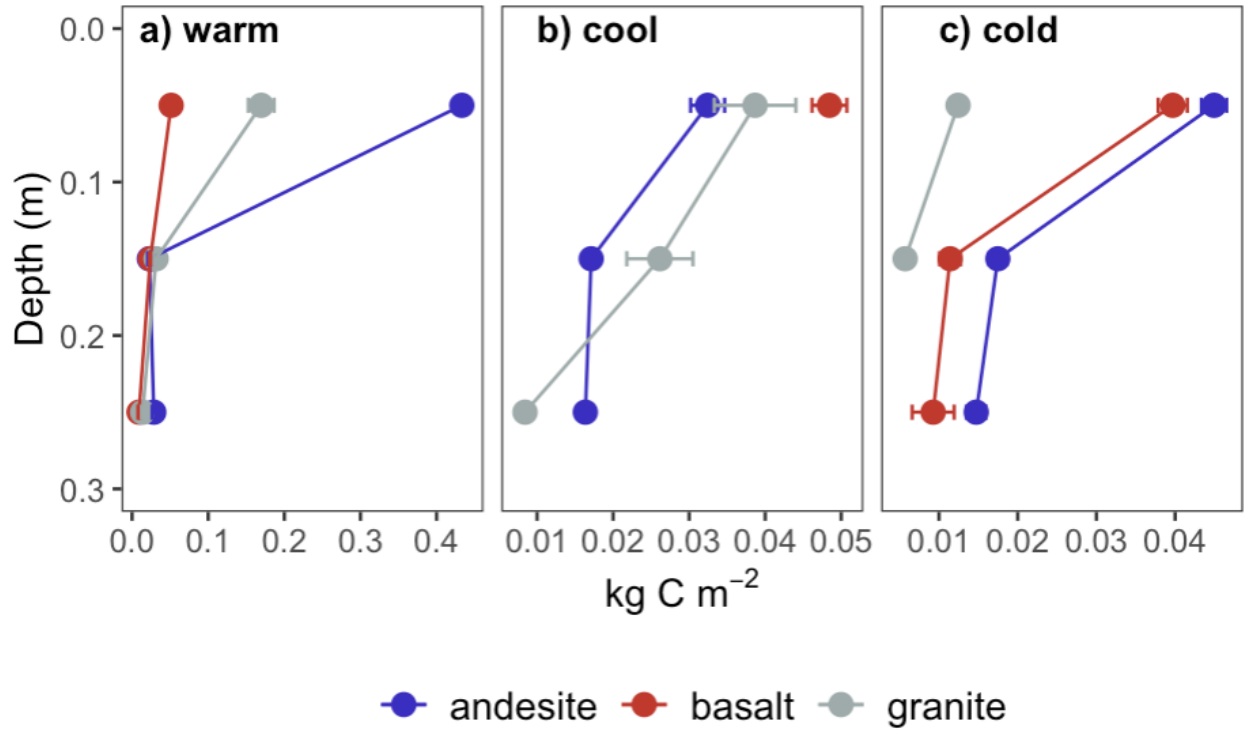 a) warm
b) cool
c) cold
0.0
0.1
0.2
0.3
Depth (m)
0.0 0.1 0.2 0.3 0.4
0.01 0.02 0.03 0.04 0.05
0.01 0.02 0.03 0.04
kg C m⁻²
andesite basalt granite